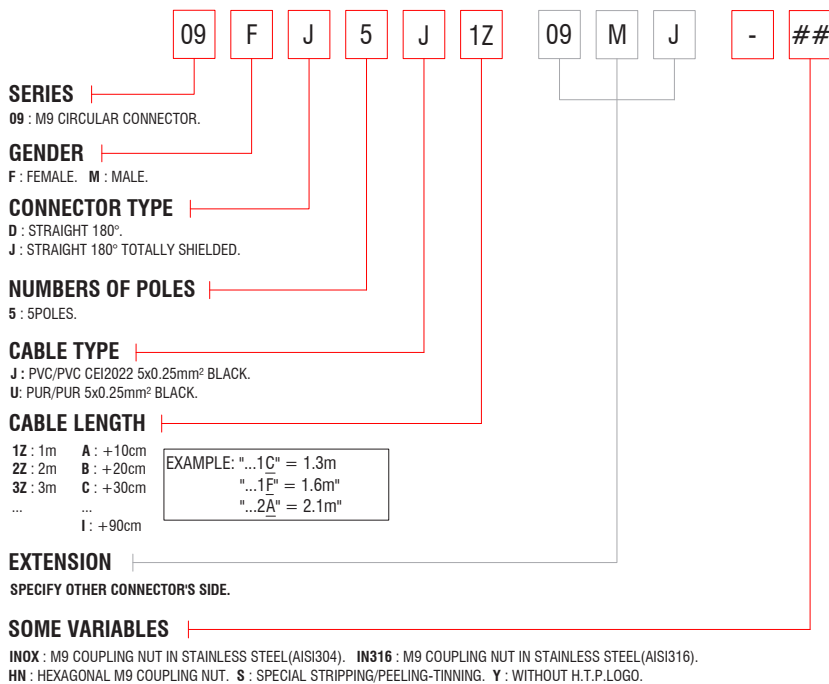 09 F J 5 J 1Z 09 M J - ##
SERIES
09 : M9 CIRCULAR CONNECTOR.
GENDER
F : FEMALE. M : MALE.
CONNECTOR TYPE
D : STRAIGHT 180°.
J : STRAIGHT 180° TOTALLY SHIELDED.
NUMBERS OF POLES
5 : 5POLES.
CABLE TYPE
J : PVC/PVC CEI2022 5x0.25mm² BLACK.
U: PUR/PUR 5x0.25mm² BLACK.
CABLE LENGTH
1Z : 1m A : +10cm
2Z : 2m B : +20cm
3Z : 3m C : +30cm
... ...
I : +90cm
EXAMPLE: "...1C" = 1.3m
"...1F" = 1.6m"
"...2A" = 2.1m"
EXTENSION
SPECIFY OTHER CONNECTOR'S SIDE.
SOME VARIABLES
INOX : M9 COUPLING NUT IN STAINLESS STEEL(AISI304). IN316 : M9 COUPLING NUT IN STAINLESS STEEL(AISI316).
HN : HEXAGONAL M9 COUPLING NUT. S : SPECIAL STRIPPING/PEELING-TINNING. Y : WITHOUT H.T.P.LOGO.